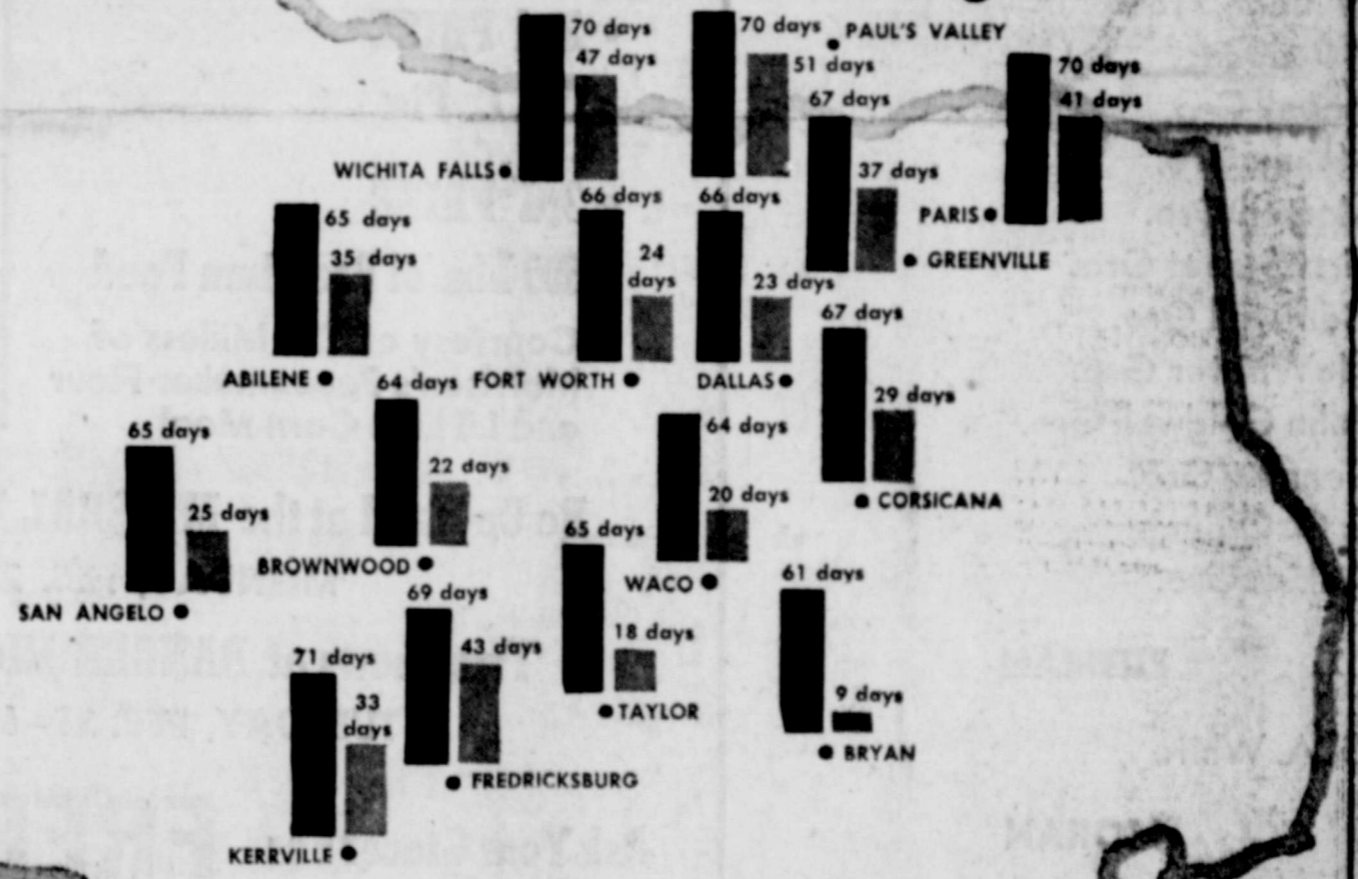 70 days
47 days
WICHITA FALLS
70 days
51 days
PAUL'S VALLEY
70 days
41 days
PARIS
67 days
37 days
GREENVILLE
65 days
35 days
ABILENE
66 days
24
days
FORT WORTH
66 days
23 days
DALLAS
67 days
29 days
CORSICANA
65 days
25 days
SAN ANGELO
64 days
22 days
BROWNWOOD
64 days
20 days
WACO
65 days
18 days
TAYLOR
61 days
9 days
BRYAN
69 days
43 days
FREDRICKSBURG
71 days
33
days
KERRVILLE